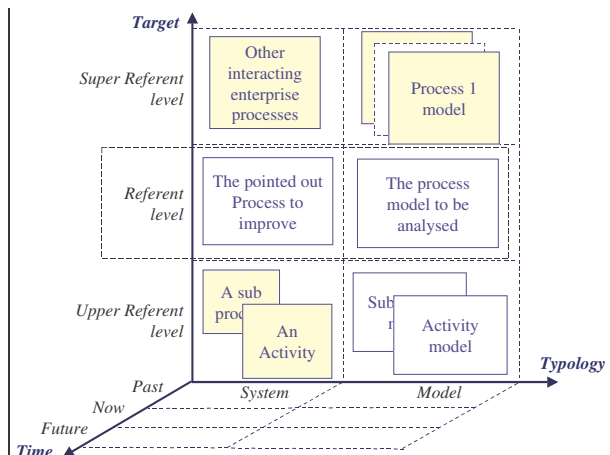 Target
Super Referent
level
Other
interacting
enterprise
processes
Process 1
model
Referent
level
The pointed out
Process to
improve
The process
model to be
analysed
Upper Referent
level
A sub
An
Activity
Sub
Activity
model
Typology
Past
System
Model
Now
Future
Time